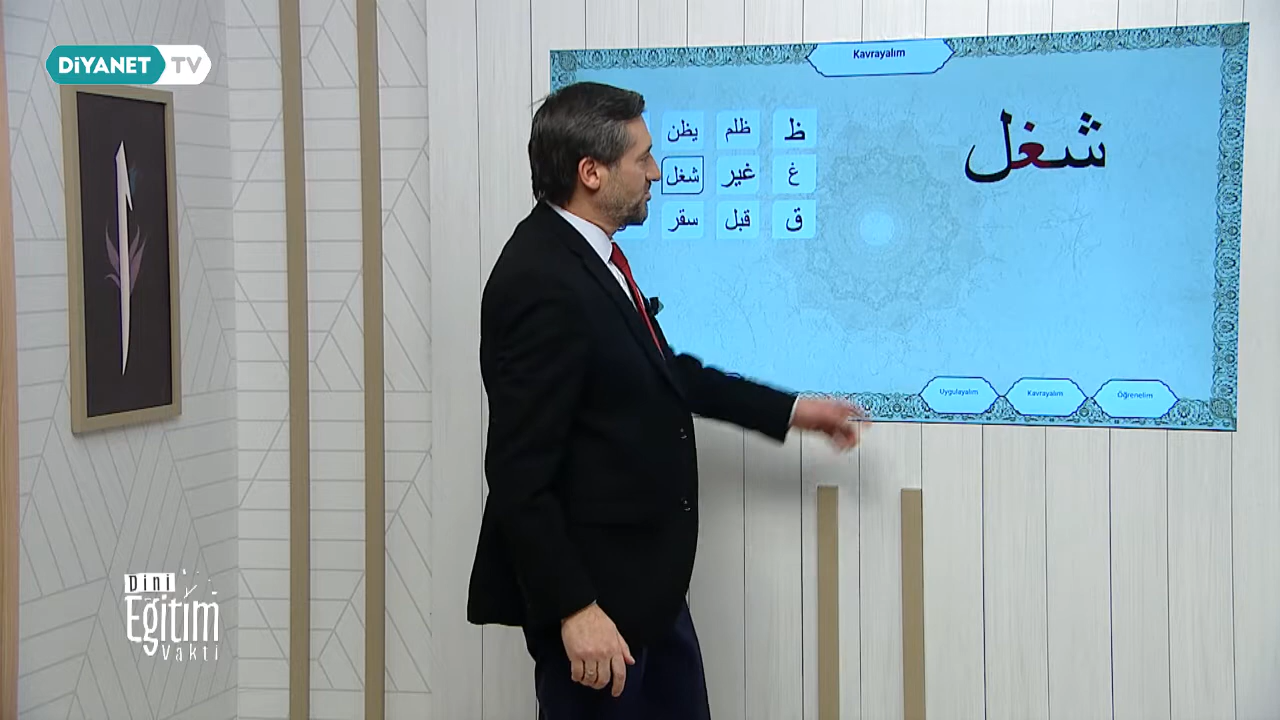 DİYANET TV
Kavrayalım
ظ ظلم يظن
غ غير شغل
ق قبل سقر
شغل
Uygulayalım
Kavrayalım
Öğrenelim
Dini
Eğitim
Vakti